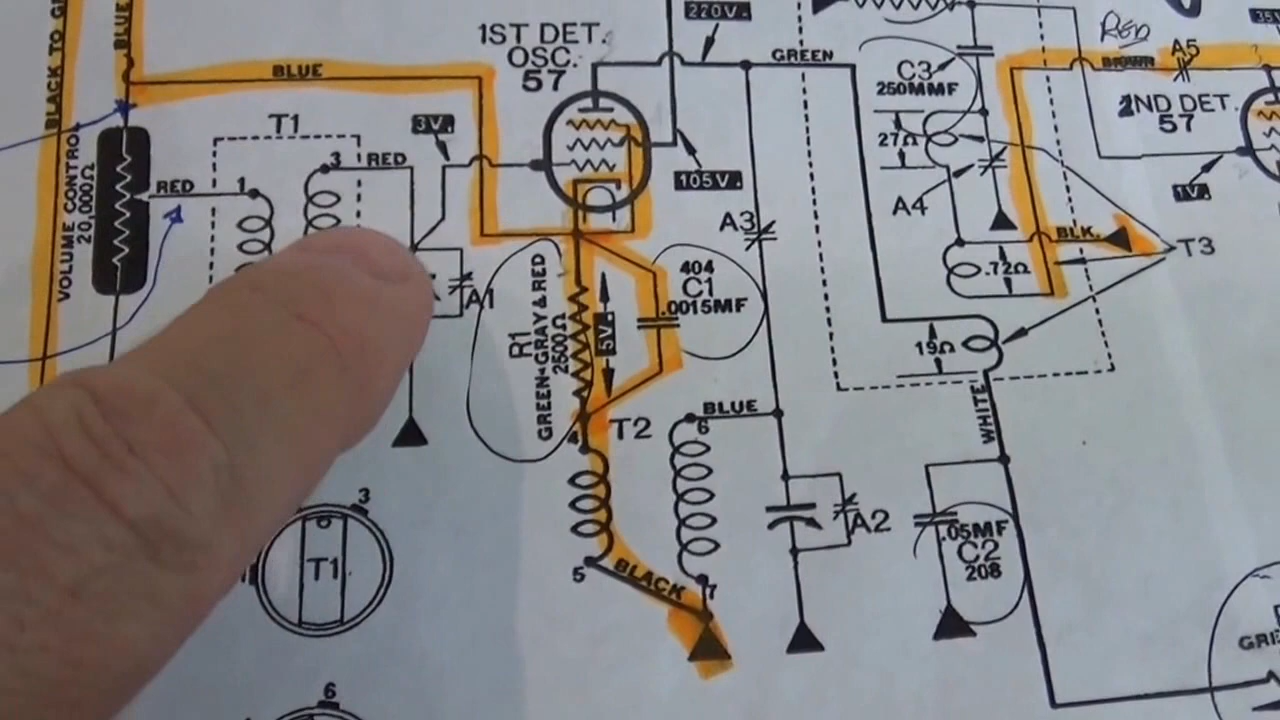 BLACK TO
BLUE
220V.
1ST DET.
OSC.
57
GREEN
BLUE
C3
250MMF
RED
BROWN
A5
35
2ND DET.
57
T1
3V.
27Ω
3
RED
105V.
A4
1V.
VOLUME CONTROL
20,000Ω
RED
1
A3
BLK.
T3
404
C1
.0015MF
.72Ω
A1
R1
GREEN-GRAY & RED
2500Ω
5V.
19Ω
4
T2
BLUE
6
WHITE
3
A2
.05MF
C2
208
T1
5
BLACK
7
GRE
6